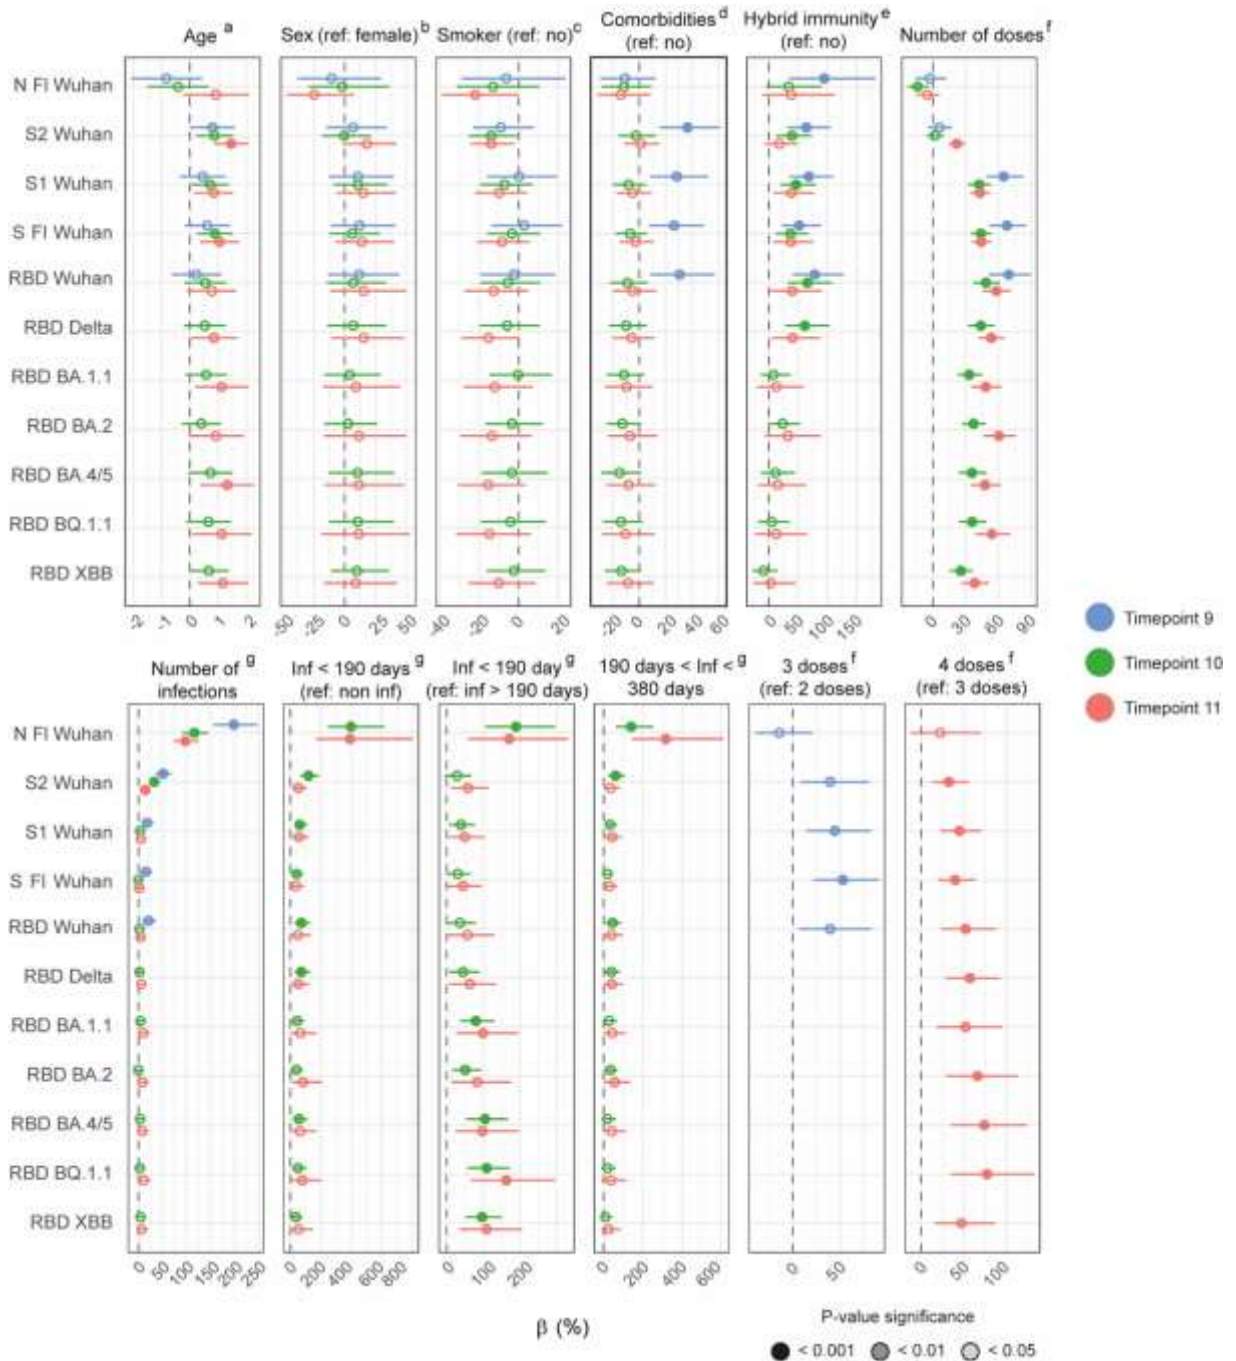 Age a
Sex (ref: female) b
Smoker (ref: no) c
Comorbidities d
(ref: no)
Hybrid immunity e
(ref: no)
Number of doses f
N FI Wuhan
S2 Wuhan
S1 Wuhan
S FI Wuhan
RBD Wuhan
RBD Delta
RBD BA.1.1
RBD BA.2
RBD BA.4/5
RBD BQ.1.1
RBD XBB
-2 -1 0 1 2
-50 -25 0 25 50
-40 -20 0 20
-20 0 20 40 60
0 50 100 150
0 30 60 90
Timepoint 9
Timepoint 10
Timepoint 11
Number of g
infections
Inf < 190 days g
(ref: non inf)
Inf < 190 day g
(ref: inf > 190 days)
190 days < Inf < g
380 days
3 doses f
(ref: 2 doses)
4 doses f
(ref: 3 doses)
N FI Wuhan
S2 Wuhan
S1 Wuhan
S FI Wuhan
RBD Wuhan
RBD Delta
RBD BA.1.1
RBD BA.2
RBD BA.4/5
RBD BQ.1.1
RBD XBB
0 50 100 150 200 250
0 200 400 600 800
0 100 200
0 200 400 600
0 50
0 50 100
β (%)
P-value significance
< 0.001 < 0.01 < 0.05